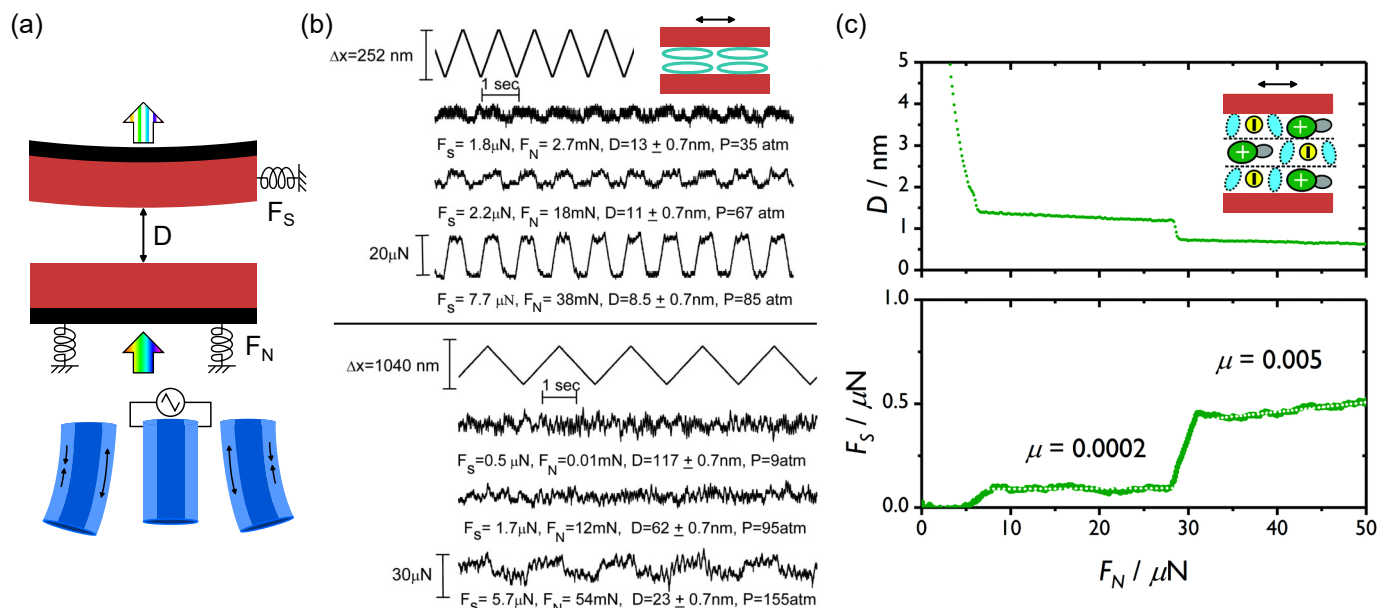 (a)
F_S
D
F_N
(b)
Δx=252 nm
1 sec
F_S= 1.8μN, F_N= 2.7mN, D=13 ± 0.7nm, P=35 atm
F_S= 2.2μN, F_N= 18mN, D=11 ± 0.7nm, P=67 atm
20μN
F_S= 7.7 μN, F_N= 38mN, D=8.5 ± 0.7nm, P=85 atm
Δx=1040 nm
1 sec
F_S=0.5 μN, F_N=0.01mN, D=117 ± 0.7nm, P=9atm
F_S= 1.7μN, F_N=12mN, D=62 ± 0.7nm, P=95atm
30μN
F_S= 5.7μN, F_N= 54mN, D=23 ± 0.7nm, P=155atm
(c)
5
4
3
2
1
0
D / nm
1.0
0.5
0.0
F_S / μN
μ = 0.005
μ = 0.0002
0 10 20 30 40 50
F_N / μN